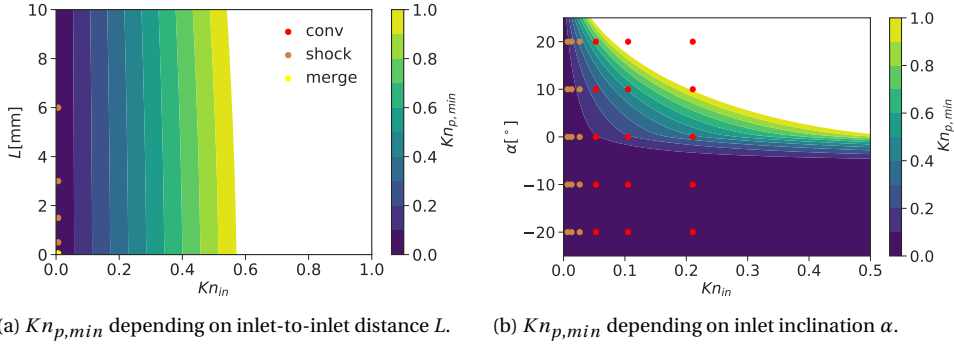 10
8
6
4
2
0
L[mm]
0.0 0.2 0.4 0.6 0.8 1.0
Kn_in
conv
shock
merge
1.0
0.8
0.6
0.4
0.2
0.0
Kn_p,min
20
10
0
−10
−20
α[°]
0.0 0.1 0.2 0.3 0.4 0.5
Kn_in
1.0
0.8
0.6
0.4
0.2
0.0
Kn_p,min
(a) Kn_p,min depending on inlet-to-inlet distance L.
(b) Kn_p,min depending on inlet inclination α.